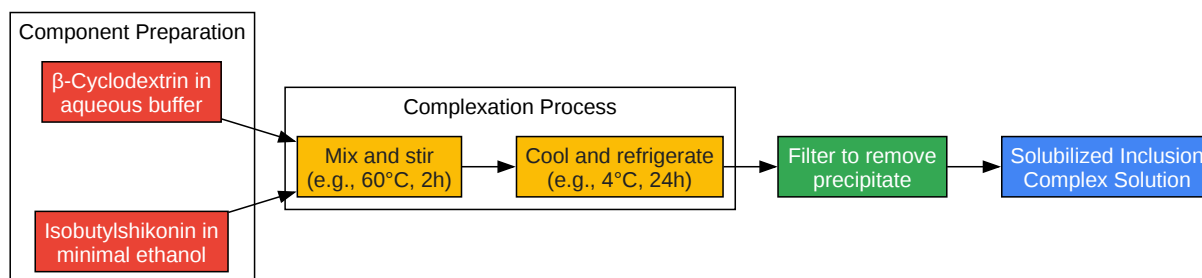 Component Preparation
β-Cyclodextrin in
aqueous buffer
Isobutylshikonin in
minimal ethanol
Complexation Process
Mix and stir
(e.g., 60°C, 2h)
Cool and refrigerate
(e.g., 4°C, 24h)
Filter to remove
precipitate
Solubilized Inclusion
Complex Solution